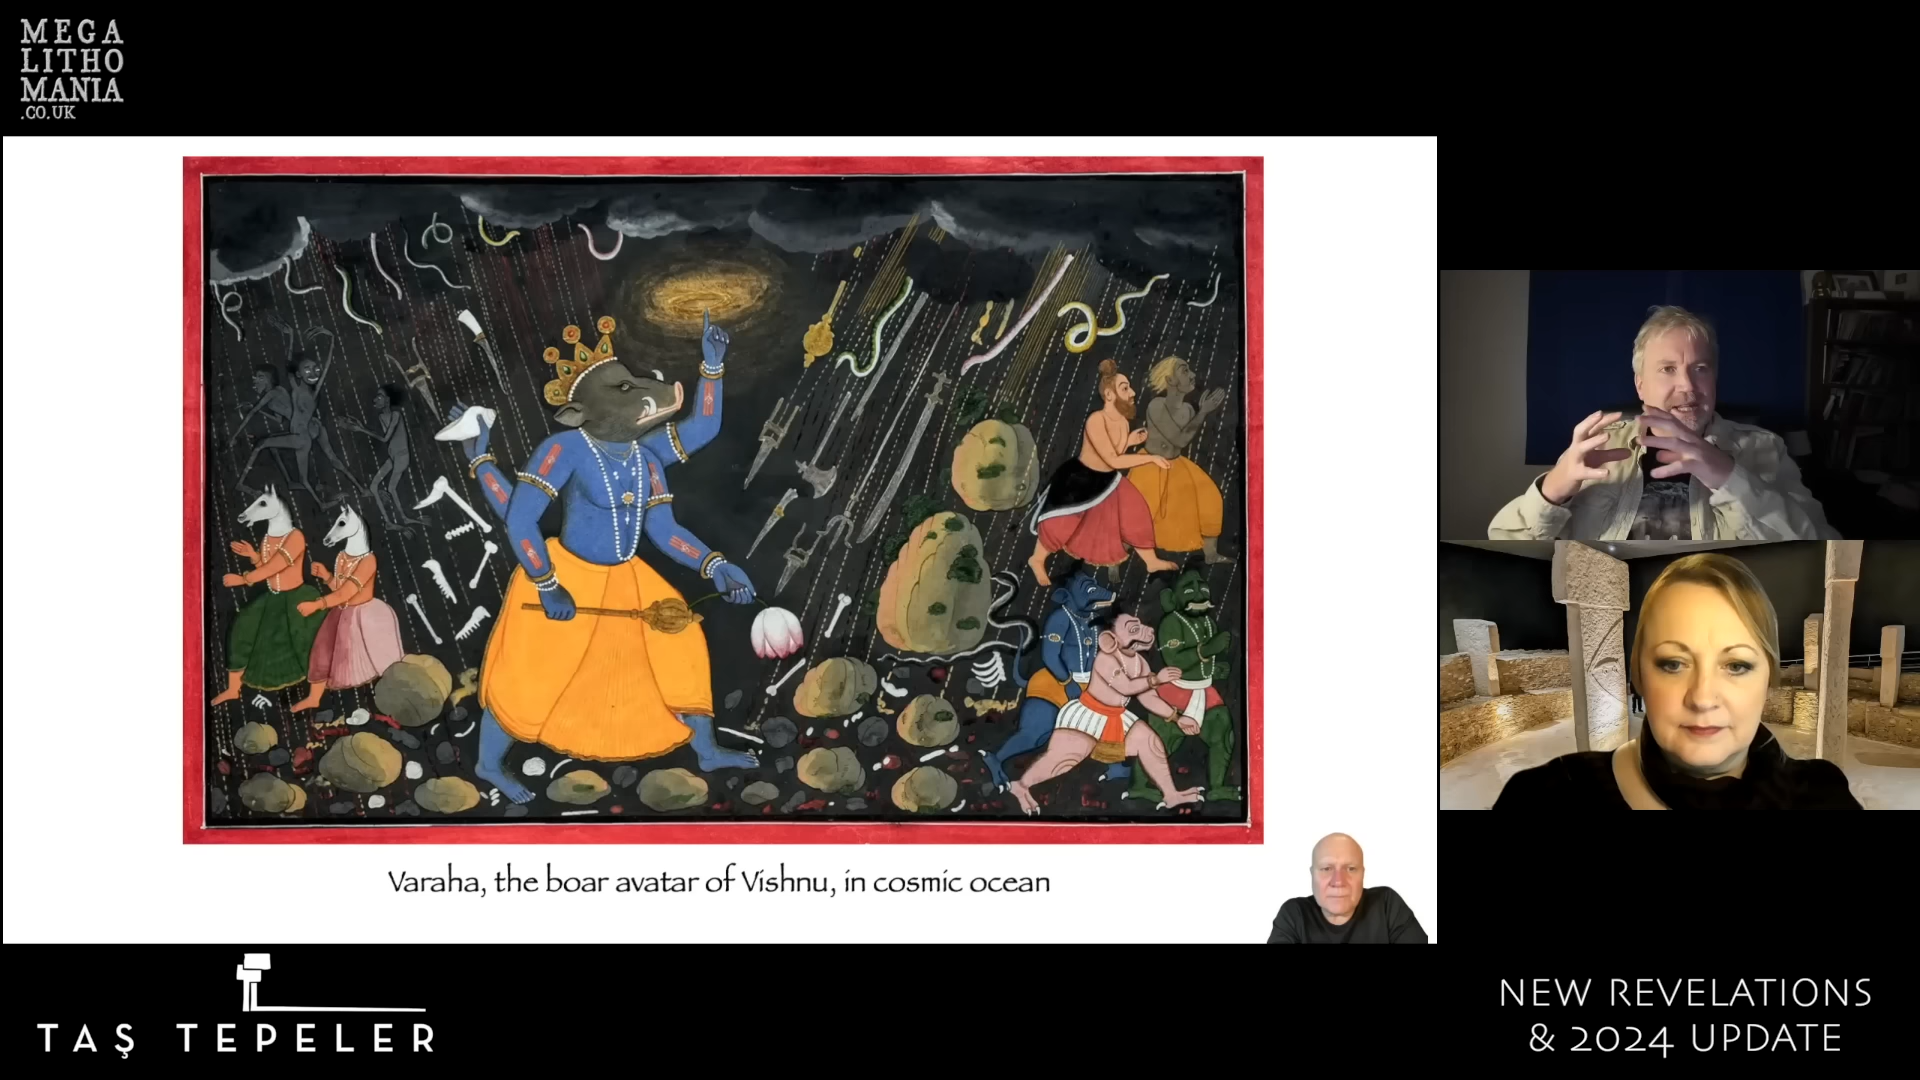 MEGA
LITHO
MANIA
.CO.UK
Varaha, the boar avatar of Vishnu, in cosmic ocean
TAŞ TEPELER
NEW REVELATIONS
& 2024 UPDATE